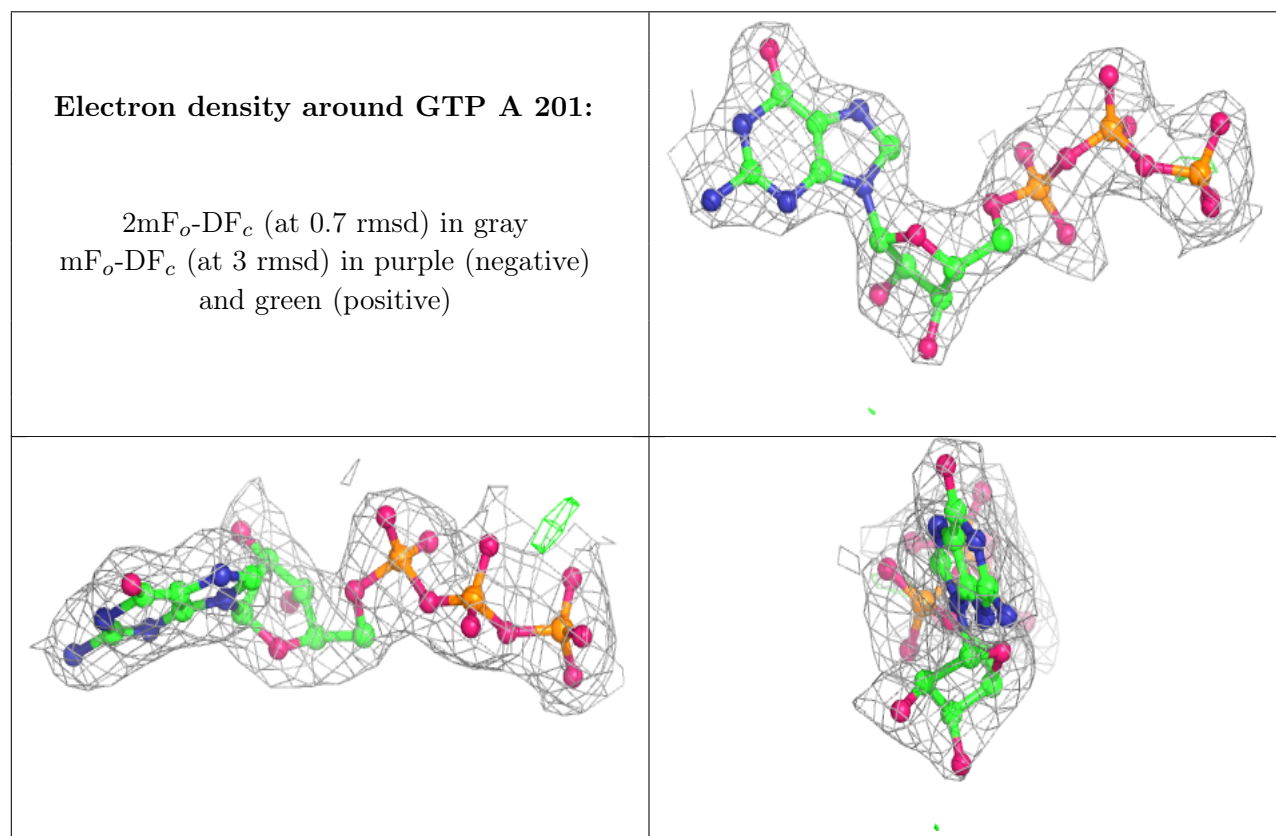 Electron density around GTP A 201:
2mFo-DFc (at 0.7 rmsd) in gray
mFo-DFc (at 3 rmsd) in purple (negative)
and green (positive)